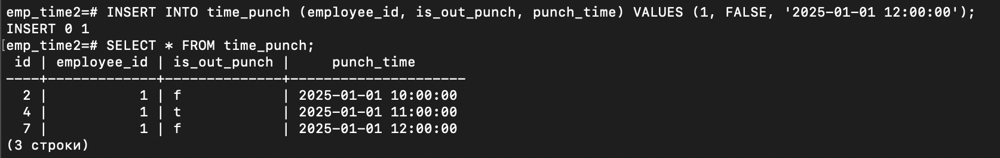 emp_time2=# INSERT INTO time_punch (employee_id, is_out_punch, punch_time) VALUES (1, FALSE, '2025-01-01 12:00:00');
INSERT 0 1
[emp_time2=# SELECT * FROM time_punch;
 id | employee_id | is_out_punch |     punch_time
----+-------------+--------------+---------------------
  2 |           1 | f            | 2025-01-01 10:00:00
  4 |           1 | t            | 2025-01-01 11:00:00
  7 |           1 | f            | 2025-01-01 12:00:00
(3 строки)